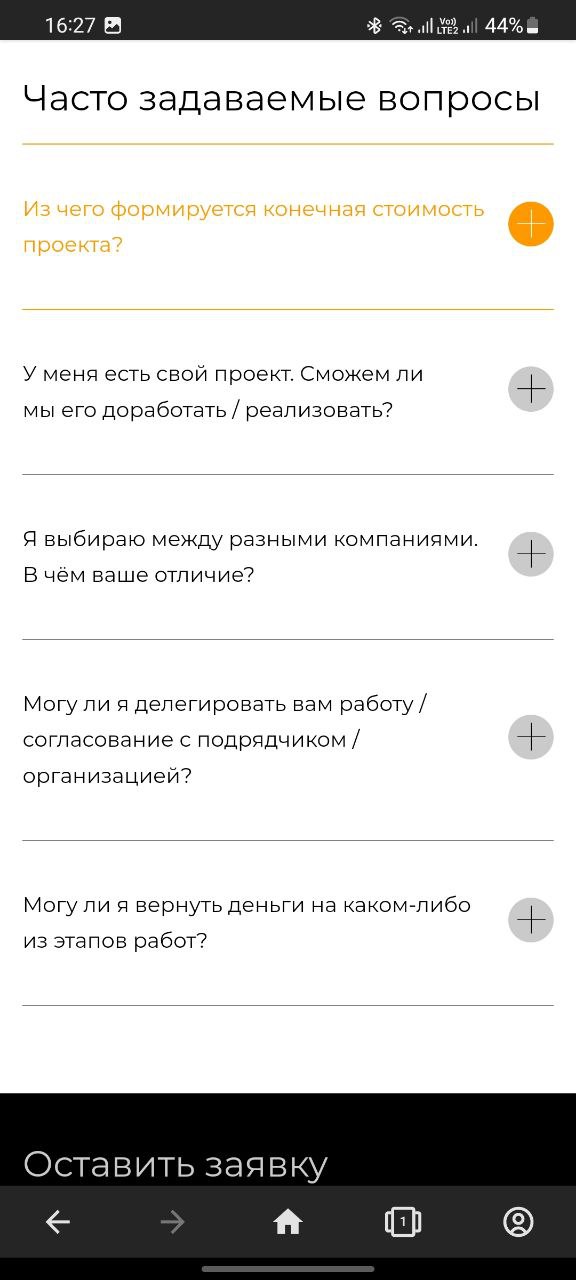 16:27 Vo)) LTE2 44%
Часто задаваемые вопросы
Из чего формируется конечная стоимость
проекта?
У меня есть свой проект. Сможем ли
мы его доработать / реализовать?
Я выбираю между разными компаниями.
В чём ваше отличие?
Могу ли я делегировать вам работу /
согласование с подрядчиком /
организацией?
Могу ли я вернуть деньги на каком-либо
из этапов работ?
Оставить заявку
1